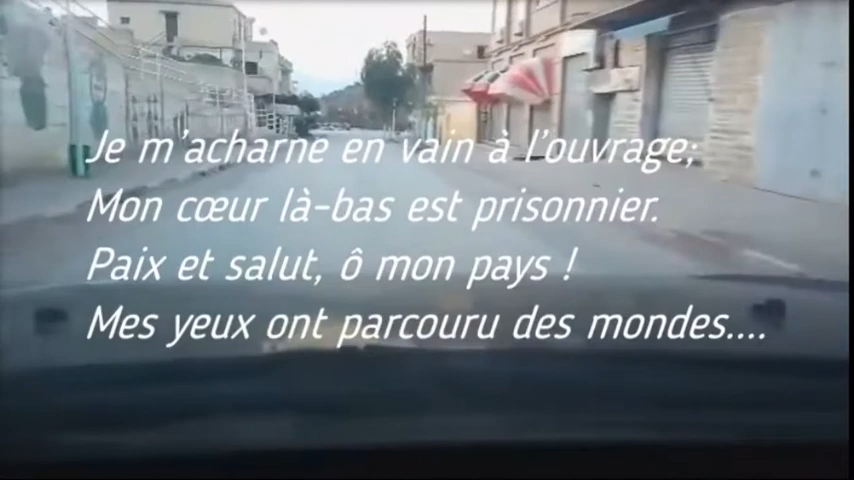 Je m'acharne en vain à l'ouvrage;
Mon cœur là-bas est prisonnier.
Paix et salut, ô mon pays !
Mes yeux ont parcouru des mondes....